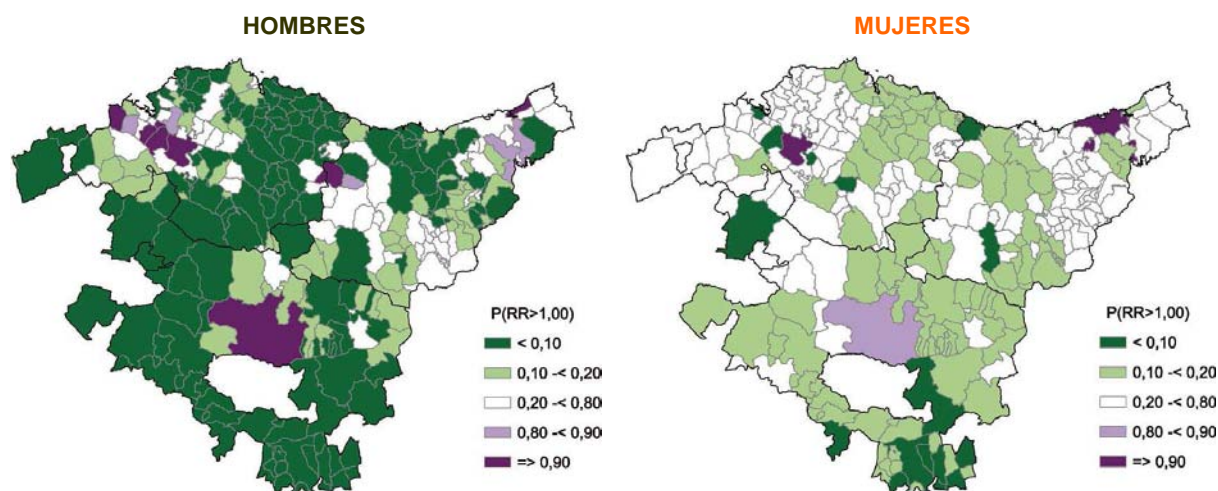 HOMBRES
MUJERES
P(RR>1,00)
< 0,10
0,10 -< 0,20
0,20 -< 0,80
0,80 -< 0,90
=> 0,90
P(RR>1,00)
< 0,10
0,10 -< 0,20
0,20 -< 0,80
0,80 -< 0,90
=> 0,90